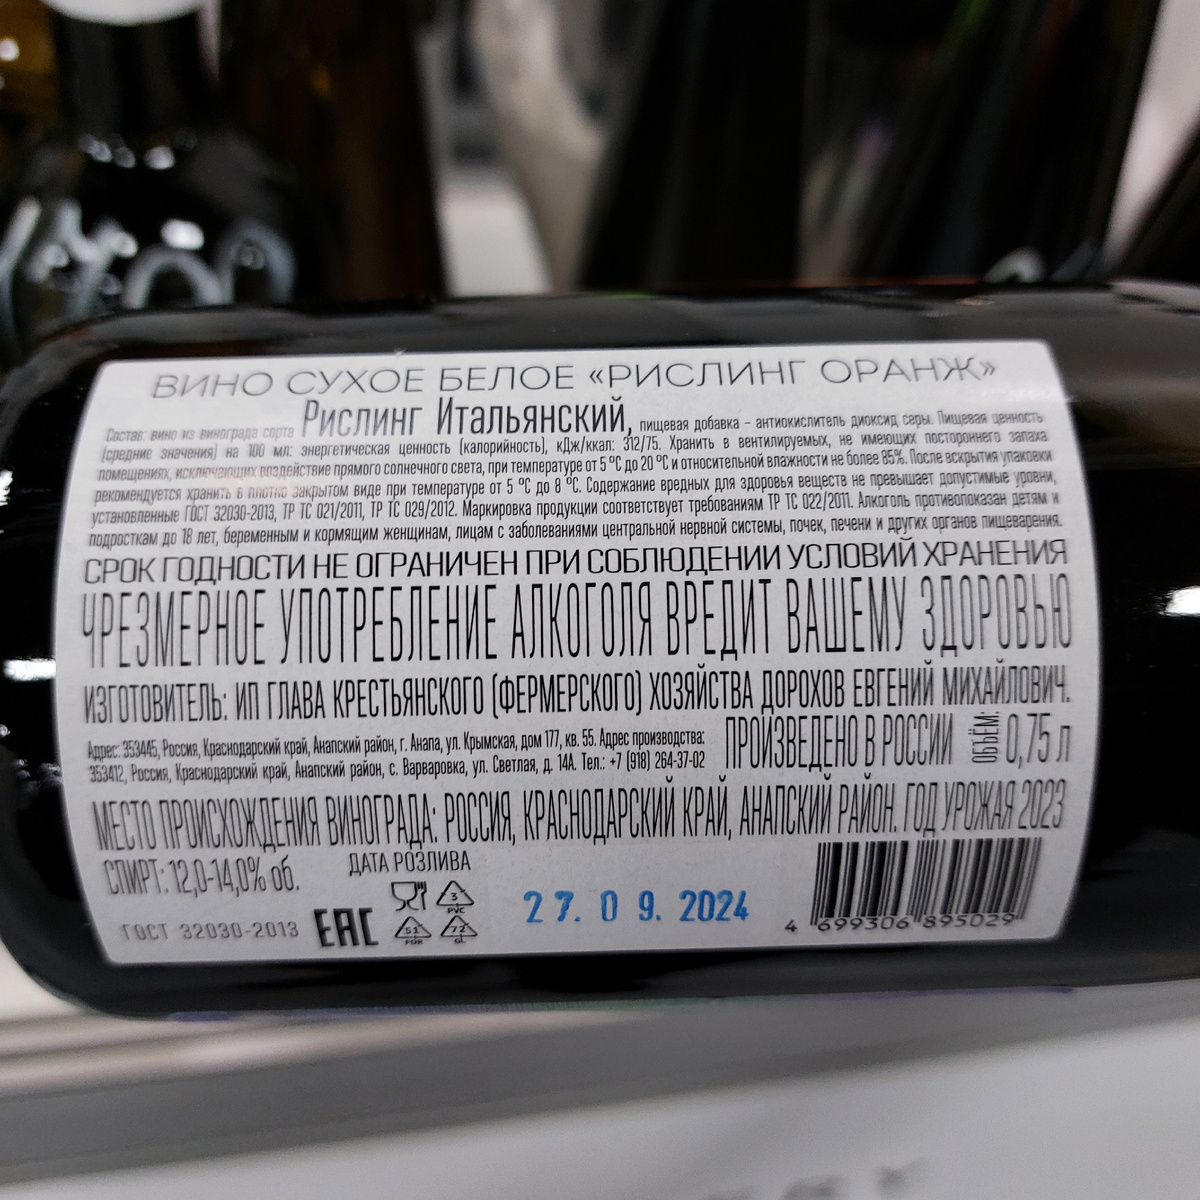 ВИНО СУХОЕ БЕЛОЕ «РИСЛИНГ ОРАНЖ»
Состав: вино из винограда сорта Рислинг Итальянский, пищевая добавка – антиокислитель диоксид серы. Пищевая ценность
(средние значения) на 100 мл: энергетическая ценность (калорийность), кДж/ккал: 312/75. Хранить в вентилируемых, не имеющих постороннего запаха
помещениях, исключающих воздействие прямого солнечного света, при температуре от 5 °С до 20 °С и относительной влажности не более 85%. После вскрытия упаковки
рекомендуется хранить в плотно закрытом виде при температуре от 5 °С до 8 °С. Содержание вредных для здоровья веществ не превышает допустимые уровни,
установленные ГОСТ 32030-2013, ТР ТС 021/2011, ТР ТС 029/2012. Маркировка продукции соответствует требованиям ТР ТС 022/2011. Алкоголь противопоказан детям и
подросткам до 18 лет, беременным и кормящим женщинам, лицам с заболеваниями центральной нервной системы, почек, печени и других органов пищеварения.
СРОК ГОДНОСТИ НЕ ОГРАНИЧЕН ПРИ СОБЛЮДЕНИИ УСЛОВИЙ ХРАНЕНИЯ
ЧРЕЗМЕРНОЕ УПОТРЕБЛЕНИЕ АЛКОГОЛЯ ВРЕДИТ ВАШЕМУ ЗДОРОВЬЮ
ИЗГОТОВИТЕЛЬ: ИП ГЛАВА КРЕСТЬЯНСКОГО (ФЕРМЕРСКОГО) ХОЗЯЙСТВА ДОРОХОВ ЕВГЕНИЙ МИХАЙЛОВИЧ.
Адрес: 353445, Россия, Краснодарский край, Анапский район, г. Анапа, ул. Крымская, дом 177, кв. 55. Адрес производства:
353412, Россия, Краснодарский край, Анапский район, с. Варваровка, ул. Светлая, д. 14А. Тел.: +7 (918) 264-37-02
ПРОИЗВЕДЕНО В РОССИИ ОБЪЁМ: 0,75 л
МЕСТО ПРОИСХОЖДЕНИЯ ВИНОГРАДА: РОССИЯ, КРАСНОДАРСКИЙ КРАЙ, АНАПСКИЙ РАЙОН. ГОД УРОЖАЯ 2023
СПИРТ: 12,0-14,0% об. ДАТА РОЗЛИВА
27.09.2024
ГОСТ 32030-2013 EAC
3 PVC
51 FOR
72 GL
4 699306 895029